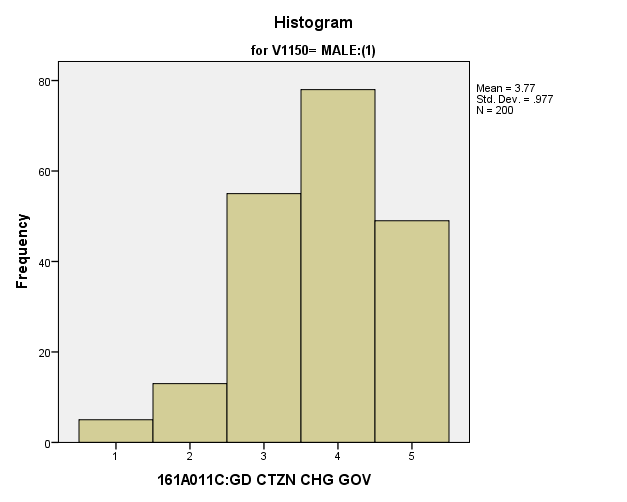 Histogram
for V1150= MALE:(1)
Mean = 3.77
Std. Dev. = .977
N = 200
80
60
40
20
0
Frequency
1 2 3 4 5
161A011C:GD CTZN CHG GOV